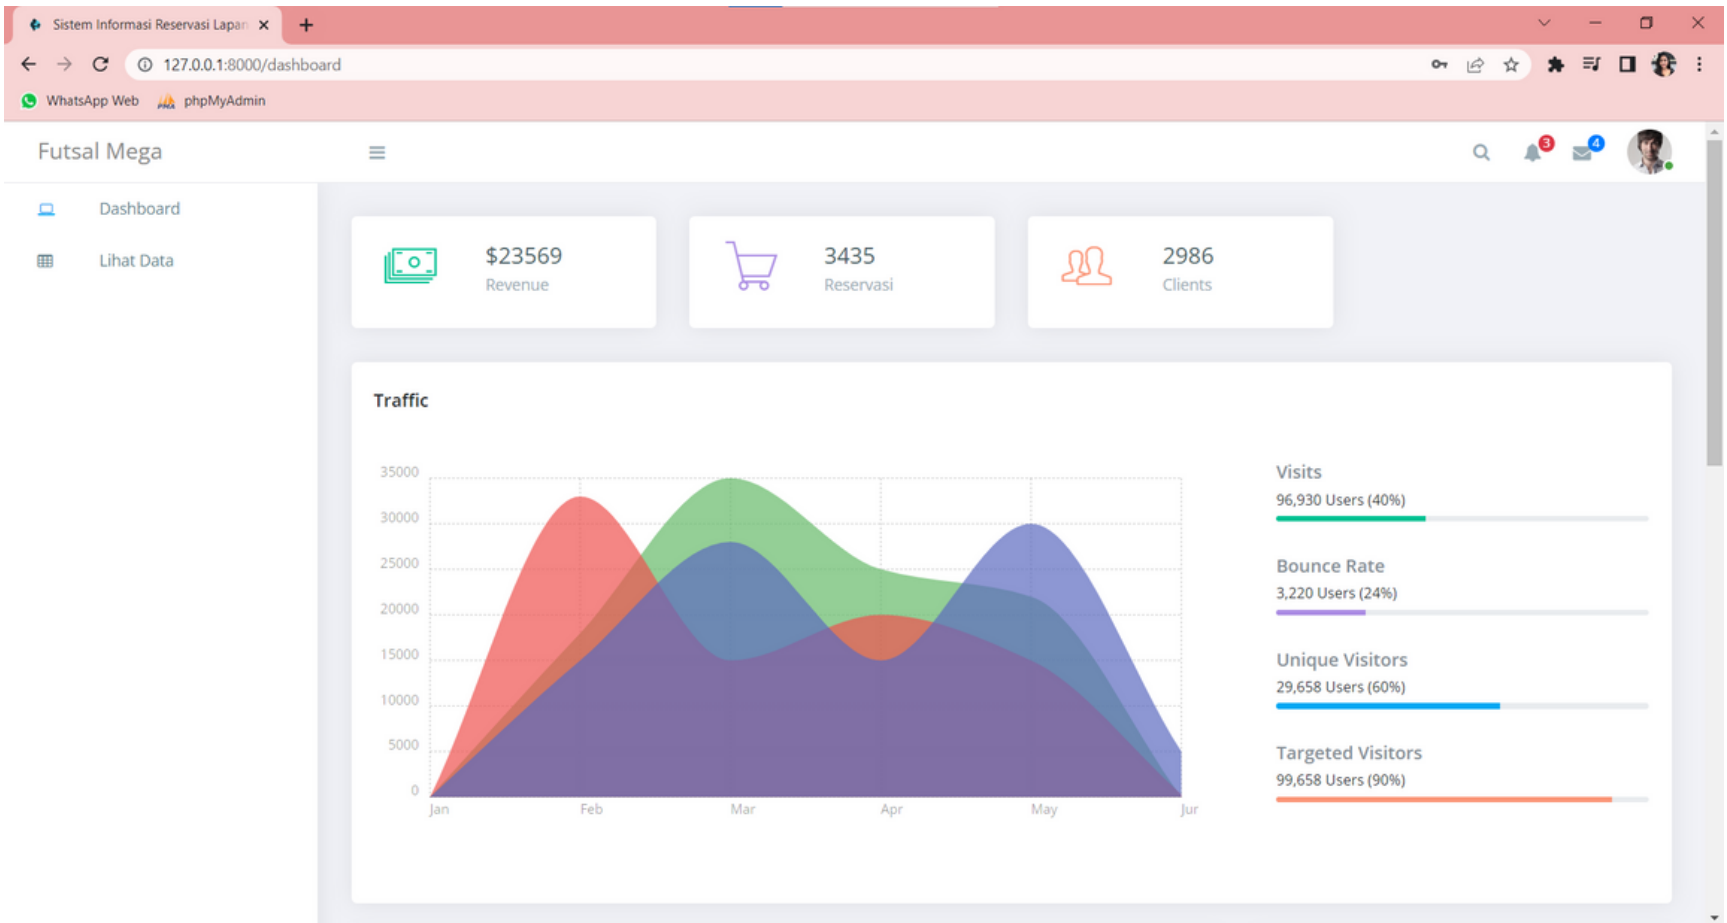 Sistem Informasi Reservasi Lapan
127.0.0.1:8000/dashboard
WhatsApp Web phpMyAdmin
Futsal Mega
3
4
Dashboard
Lihat Data
$23569
Revenue
3435
Reservasi
2986
Clients
Traffic
35000
30000
25000
20000
15000
10000
5000
0
Jan Feb Mar Apr May Jur
Visits
96,930 Users (40%)
Bounce Rate
3,220 Users (24%)
Unique Visitors
29,658 Users (60%)
Targeted Visitors
99,658 Users (90%)